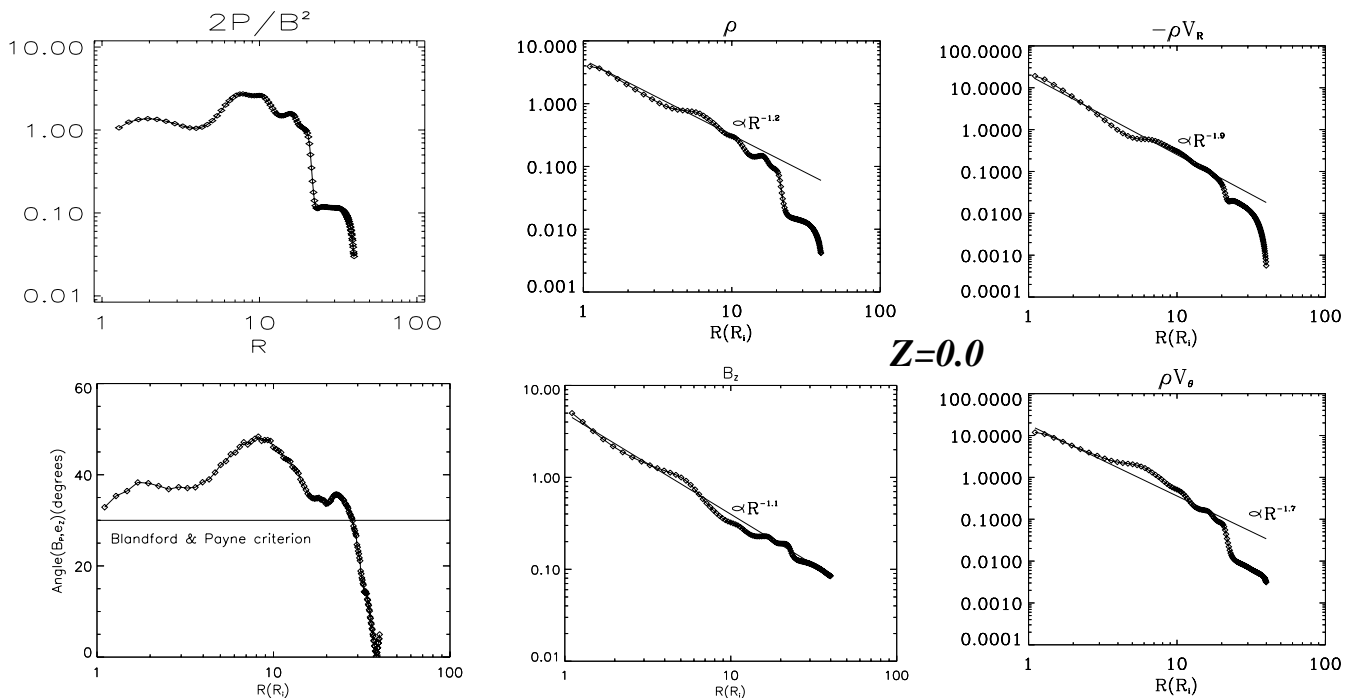 2P/B²
10.00
1.00
0.10
0.01
1
10
100
R
ρ
10.000
1.000
0.100
0.010
0.001
1
10
100
R(Rᵢ)
∝ R⁻¹·²
-ρV_R
100.0000
10.0000
1.0000
0.1000
0.0100
0.0010
0.0001
1
10
100
R(Rᵢ)
∝ R⁻¹·⁹
Z=0.0
60
40
20
0
Angle(B_P,e_z)(degrees)
Blandford & Payne criterion
1
10
100
R(Rᵢ)
B_z
10.00
1.00
0.10
0.01
1
10
100
R(Rᵢ)
∝ R⁻¹·¹
ρV_θ
100.0000
10.0000
1.0000
0.1000
0.0100
0.0010
0.0001
1
10
100
R(Rᵢ)
∝ R⁻¹·⁷